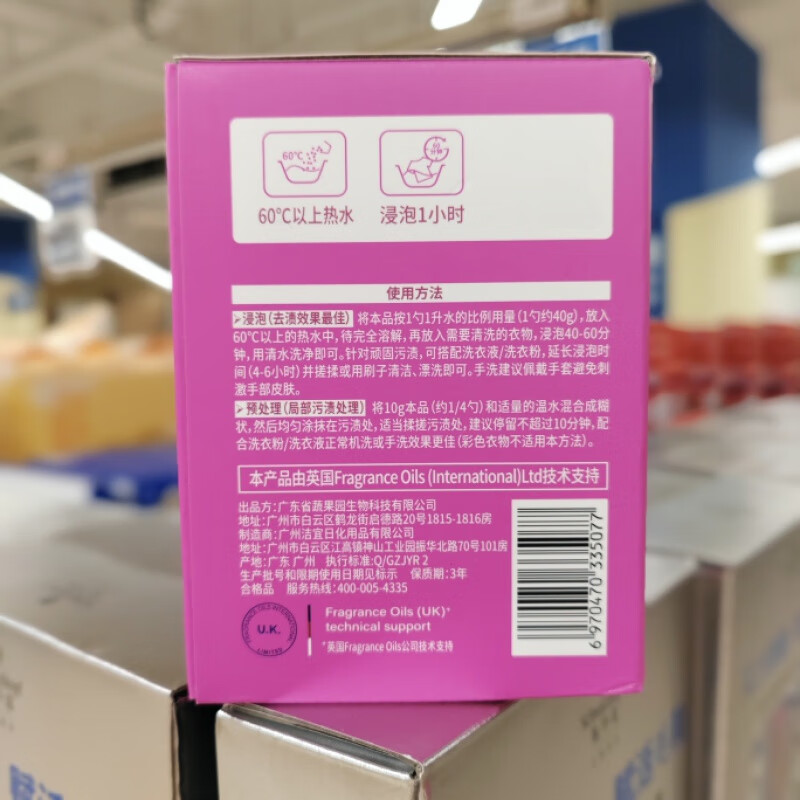 60℃
60
分钟
60℃以上热水 浸泡1小时
使用方法
➢浸泡(去渍效果最佳) 将本品按1勺1升水的比例用量(1勺约40g),放入
60℃以上的热水中,待完全溶解,再放入需要清洗的衣物,浸泡40-60分
钟,用清水洗净即可。针对顽固污渍,可搭配洗衣液/洗衣粉,延长浸泡时
间(4-6小时)并搓揉或用刷子清洁、漂洗即可。手洗建议佩戴手套避免刺
激手部皮肤。
➢预处理(局部污渍处理) 将10g本品(约1/4勺)和适量的温水混合成糊
状,然后均匀涂抹在污渍处,适当揉搓污渍处,建议停留不超过10分钟,配
合洗衣粉/洗衣液正常机洗或手洗效果更佳(彩色衣物不适用本方法)。
本产品由英国Fragrance Oils (International)Ltd技术支持
出品方:广东省蔬果园生物科技有限公司
地址:广州市白云区鹤龙街启德路20号1815-1816房
制造商:广州洁宜日化用品有限公司
地址:广州市白云区江高镇神山工业园振华北路70号101房
产地:广东 广州 执行标准:Q/GZJYR 2
生产批号和限期使用日期见标示 保质期:3年
合格品 服务热线:400-005-4335
FRAGRANCE OILS INTERNATIONAL
U.K.
LIMITED
Fragrance Oils (UK)*
technical support
*英国Fragrance Oils公司技术支持
6 970470 335077